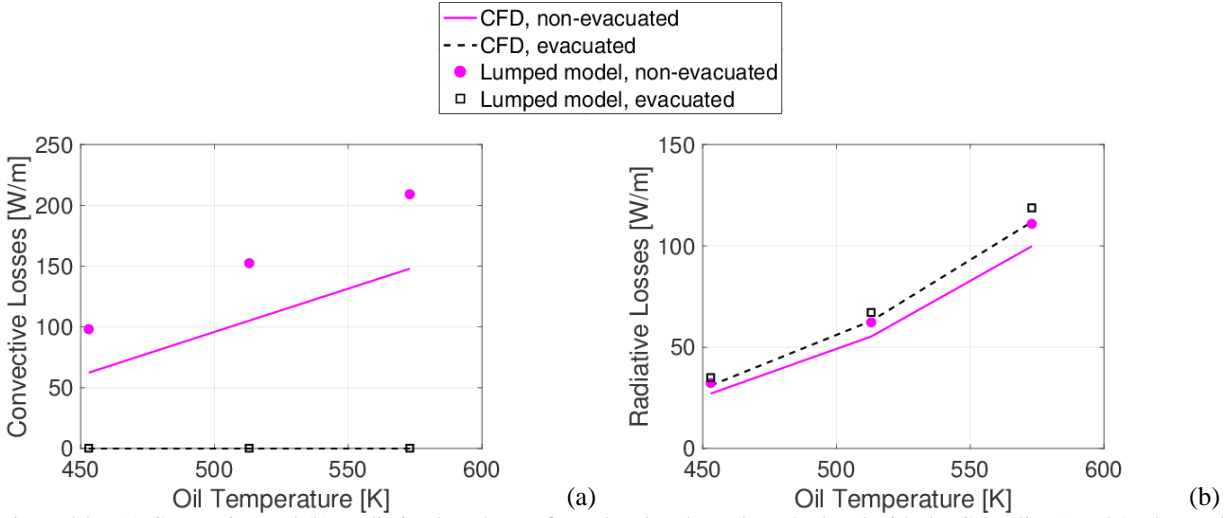 CFD, non-evacuated
CFD, evacuated
Lumped model, non-evacuated
Lumped model, evacuated
250
200
150
100
50
0
450 500 550 600
Convective Losses [W/m]
Oil Temperature [K]
(a)
150
100
50
0
450 500 550 600
Radiative Losses [W/m]
Oil Temperature [K]
(b)